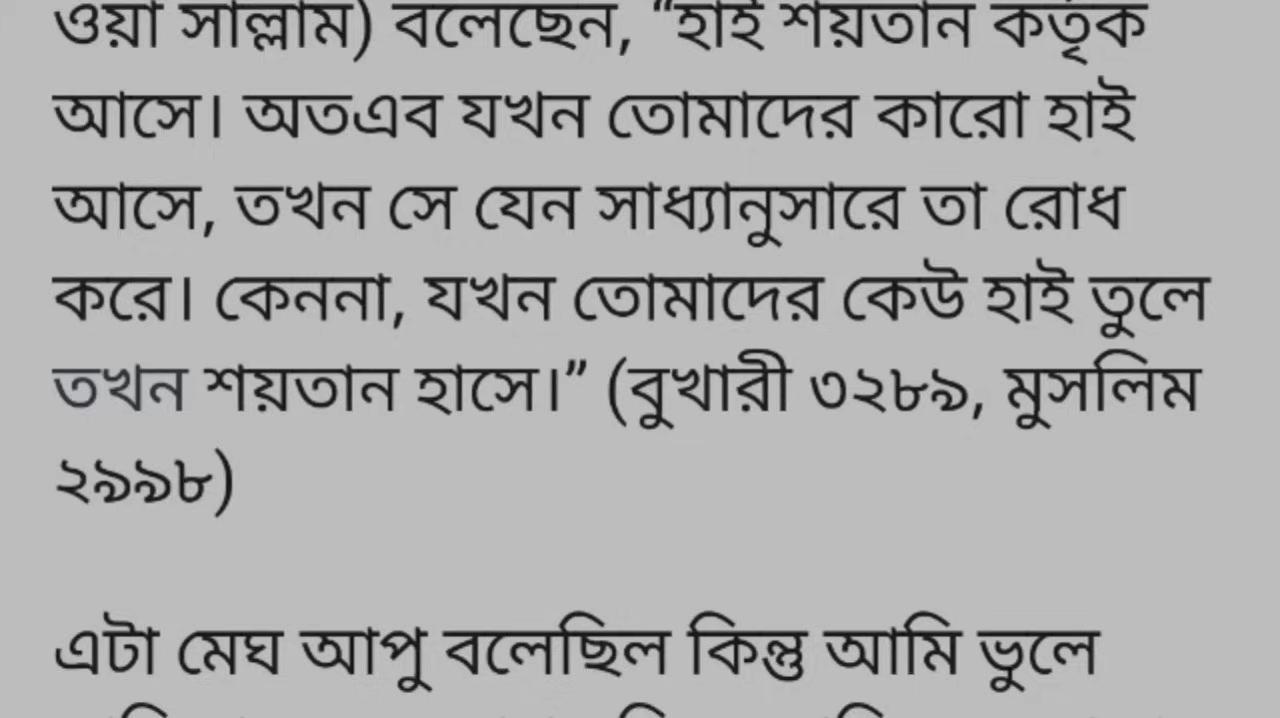 ওয়া সাল্লাম) বলেছেন, “হাই শয়তান কর্তৃক
আসে। অতএব যখন তোমাদের কারো হাই
আসে, তখন সে যেন সাধ্যানুসারে তা রোধ
করে। কেননা, যখন তোমাদের কেউ হাই তুলে
তখন শয়তান হাসে।” (বুখারী ৩২৮৯, মুসলিম
২৯৯৮)
এটা মেঘ আপু বলেছিল কিন্তু আমি ভুলে